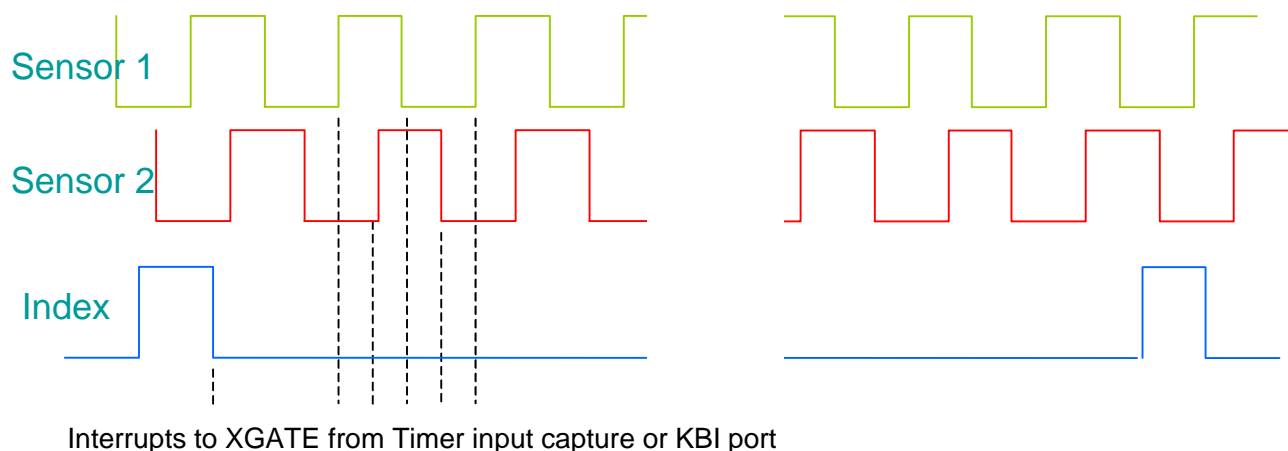 Sensor 1
Sensor 2
Index
Interrupts to XGATE from Timer input capture or KBI port